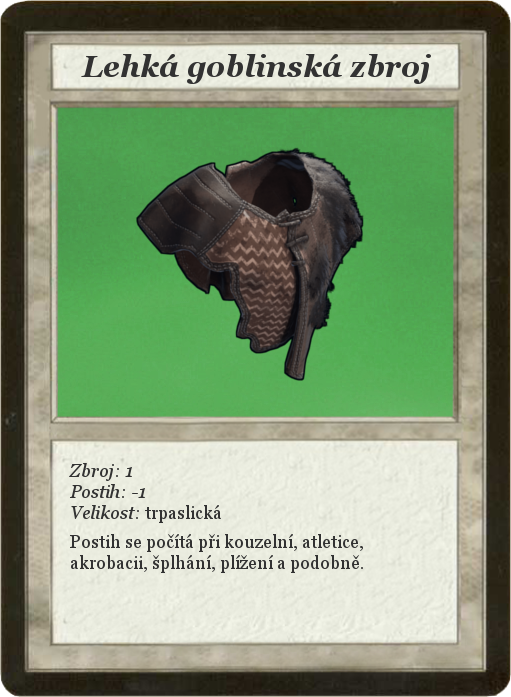 Lehká goblinská zbroj
Zbroj: 1
Postih: -1
Velikost: trpaslická
Postih se počítá při kouzelní, atletice,
akrobacii, šplhání, plížení a podobně.